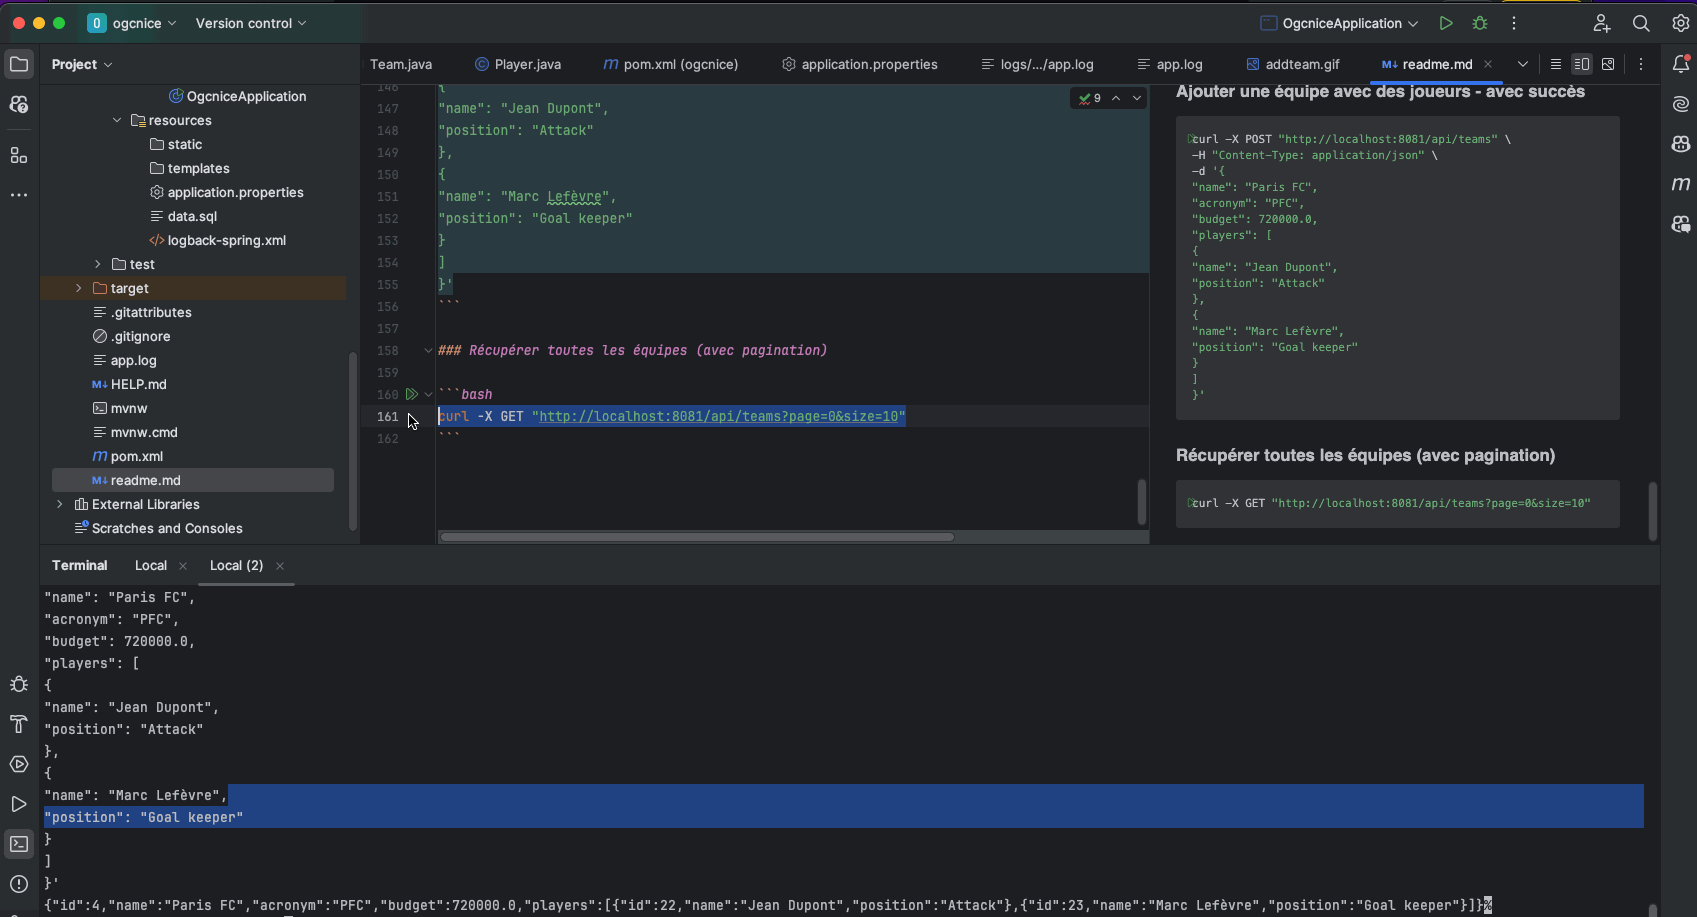 O ogcnice Version control OgcniceApplication
Project
Team.java Player.java pom.xml (ogcnice) application.properties logs/.../app.log app.log addteam.gif readme.md
OgcniceApplication
resources
static
templates
application.properties
data.sql
logback-spring.xml
test
target
.gitattributes
.gitignore
app.log
HELP.md
mvnw
mvnw.cmd
pom.xml
readme.md
External Libraries
Scratches and Consoles
9
146 {
147 "name": "Jean Dupont",
148 "position": "Attack"
149 },
150 {
151 "name": "Marc Lefèvre",
152 "position": "Goal keeper"
153 }
154 ]
155 }'
156 ```
157
158 ### Récupérer toutes les équipes (avec pagination)
159
160 ```bash
161 curl -X GET "http://localhost:8081/api/teams?page=0&size=10"
162 ```
Ajouter une équipe avec des joueurs - avec succès
curl -X POST "http://localhost:8081/api/teams" \
-H "Content-Type: application/json" \
-d '{
"name": "Paris FC",
"acronym": "PFC",
"budget": 720000.0,
"players": [
{
"name": "Jean Dupont",
"position": "Attack"
},
{
"name": "Marc Lefèvre",
"position": "Goal keeper"
}
]
}'
Récupérer toutes les équipes (avec pagination)
curl -X GET "http://localhost:8081/api/teams?page=0&size=10"
Terminal Local Local (2)
"name": "Paris FC",
"acronym": "PFC",
"budget": 720000.0,
"players": [
{
"name": "Jean Dupont",
"position": "Attack"
},
{
"name": "Marc Lefèvre",
"position": "Goal keeper"
}
]
}'
{"id":4,"name":"Paris FC","acronym":"PFC","budget":720000.0,"players":[{"id":22,"name":"Jean Dupont","position":"Attack"},{"id":23,"name":"Marc Lefèvre","position":"Goal keeper"}]}%